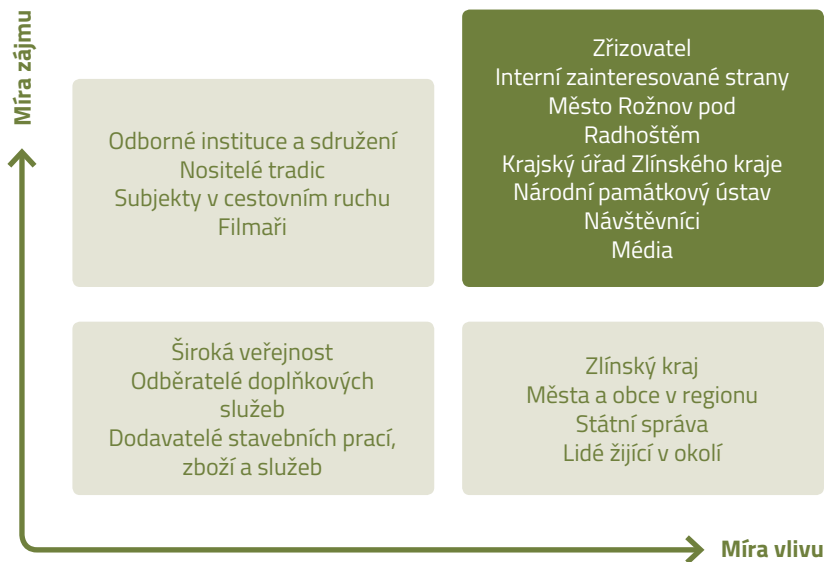 Míra zájmu
Odborné instituce a sdružení
Nositelé tradic
Subjekty v cestovním ruchu
Filmaři
Zřizovatel
Interní zainteresované strany
Město Rožnov pod
Radhoštěm
Krajský úřad Zlínského kraje
Národní památkový ústav
Návštěvníci
Média
Široká veřejnost
Odběratelé doplňkových
služeb
Dodavatelé stavebních prací,
zboží a služeb
Zlínský kraj
Města a obce v regionu
Státní správa
Lidé žijící v okolí
Míra vlivu